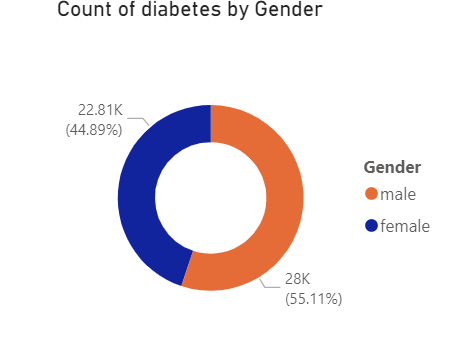 Count of diabetes by Gender
22.81K
(44.89%)
Gender
male
female
28K
(55.11%)